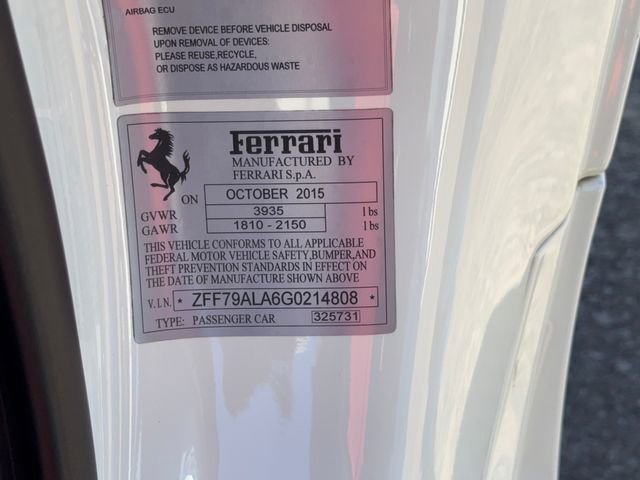 AIRBAG ECU
REMOVE DEVICE BEFORE VEHICLE DISPOSAL
UPON REMOVAL OF DEVICES:
PLEASE REUSE,RECYCLE,
OR DISPOSE AS HAZARDOUS WASTE
Ferrari
MANUFACTURED BY
FERRARI S.p.A.
ON OCTOBER 2015
GVWR 3935 lbs
GAWR 1810 - 2150 lbs
THIS VEHICLE CONFORMS TO ALL APPLICABLE
FEDERAL MOTOR VEHICLE SAFETY,BUMPER,AND
THEFT PREVENTION STANDARDS IN EFFECT ON
THE DATE OF MANUFACTURE SHOWN ABOVE
V.I.N. * ZFF79ALA6G0214808 *
TYPE: PASSENGER CAR 325731